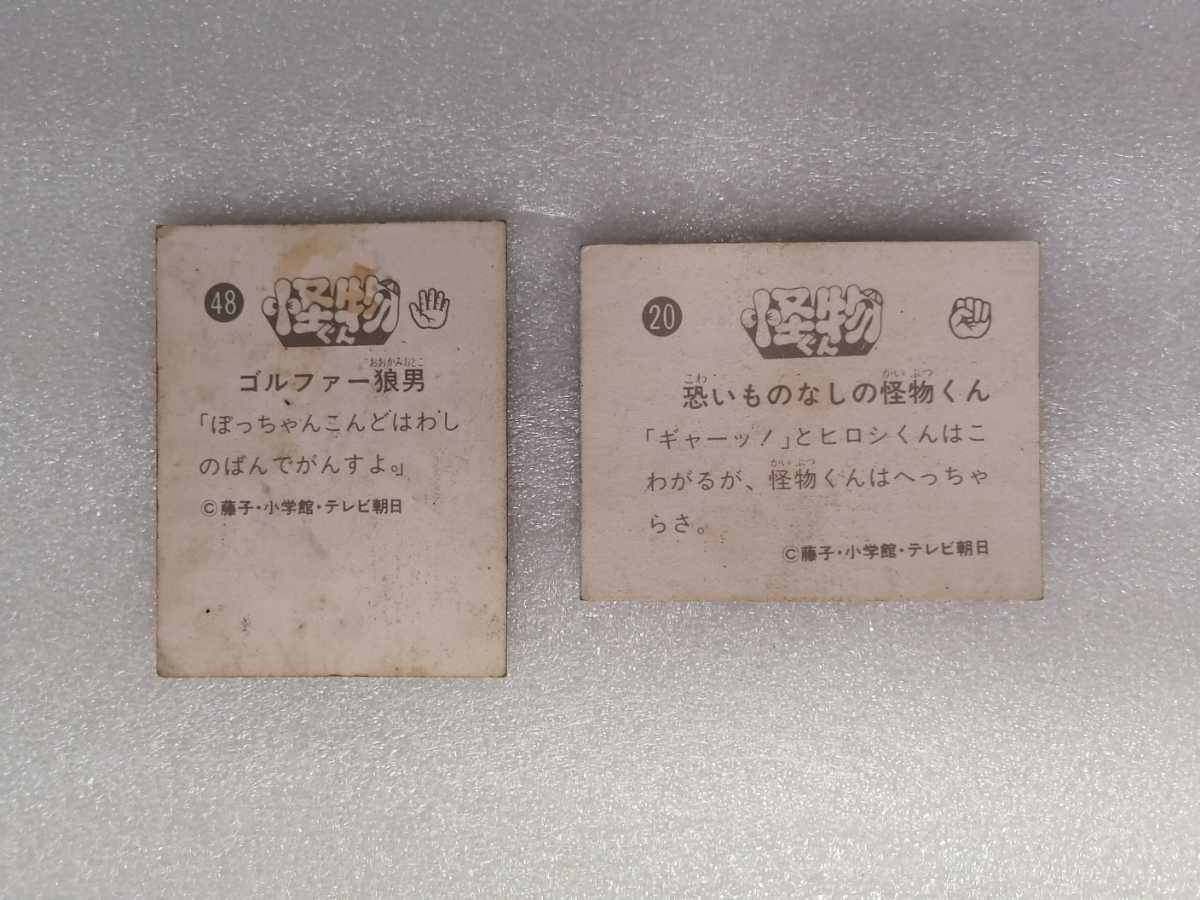 48
怪物くん
おおかみおとこ
ゴルファー狼男
「ぼっちゃんこんどはわし
のばんでがんすよ。」
©藤子・小学館・テレビ朝日
20
怪物くん
こわ かいぶつ
恐いものなしの怪物くん
「ギャーッ！」とヒロシくんはこ
かいぶつ
わがるが、怪物くんはへっちゃ
らさ。
©藤子・小学館・テレビ朝日